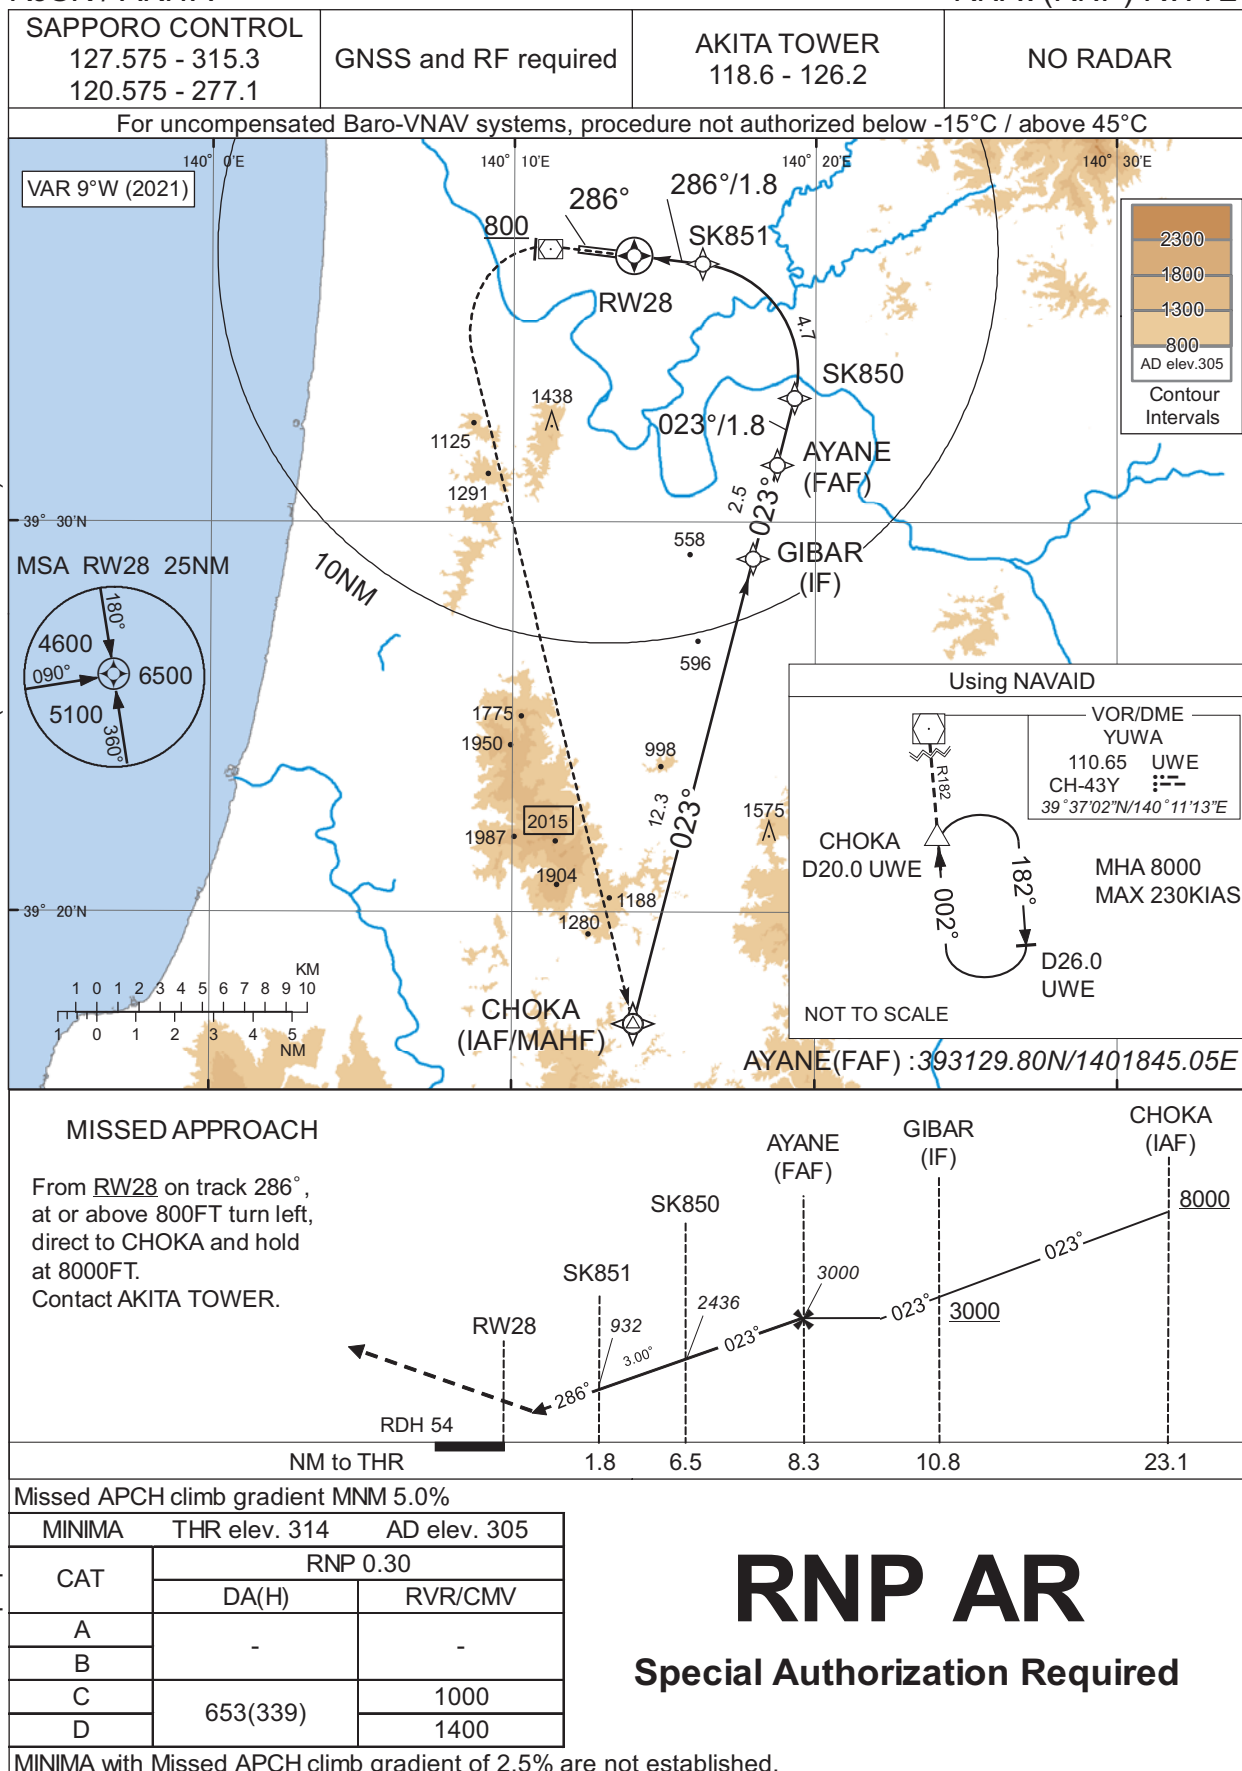 SAPPORO CONTROL
127.575 - 315.3
120.575 - 277.1
GNSS and RF required
AKITA TOWER
118.6 - 126.2
NO RADAR
For uncompensated Baro-VNAV systems, procedure not authorized below -15°C / above 45°C
140° 0'E
140° 10'E
140° 20'E
140° 30'E
VAR 9°W (2021)
800
286°
286°/1.8
SK851
RW28
4.7
SK850
023°/1.8
AYANE
(FAF)
2.5
023°
GIBAR
(IF)
2300
1800
1300
800
AD elev.305
Contour
Intervals
1438
1125
1291
39° 30'N
558
10NM
596
MSA RW28 25NM
180°
4600
090°
6500
5100
360°
1775
1950
998
12.3
023°
1575
2015
1987
1904
1188
1280
39° 20'N
KM
1 0 1 2 3 4 5 6 7 8 9 10
1 0 1 2 3 4 5
NM
CHOKA
(IAF/MAHF)
Using NAVAID
VOR/DME
YUWA
110.65 UWE
CH-43Y
39°37'02"N/140°11'13"E
R182
CHOKA
D20.0 UWE
002°
182°
MHA 8000
MAX 230KIAS
D26.0
UWE
NOT TO SCALE
AYANE(FAF) :393129.80N/1401845.05E
MISSED APPROACH
From RW28 on track 286°,
at or above 800FT turn left,
direct to CHOKA and hold
at 8000FT.
Contact AKITA TOWER.
CHOKA
(IAF)
GIBAR
(IF)
AYANE
(FAF)
SK850
SK851
RW28
8000
023°
3000
023°
3000
2436
023°
932
3.00°
286°
RDH 54
NM to THR
1.8
6.5
8.3
10.8
23.1
Missed APCH climb gradient MNM 5.0%
MINIMA THR elev. 314 AD elev. 305
CAT
RNP 0.30
DA(H)
RVR/CMV
A
-
-
B
C
653(339)
1000
D
1400
MINIMA with Missed APCH climb gradient of 2.5% are not established.
RNP AR
Special Authorization Required